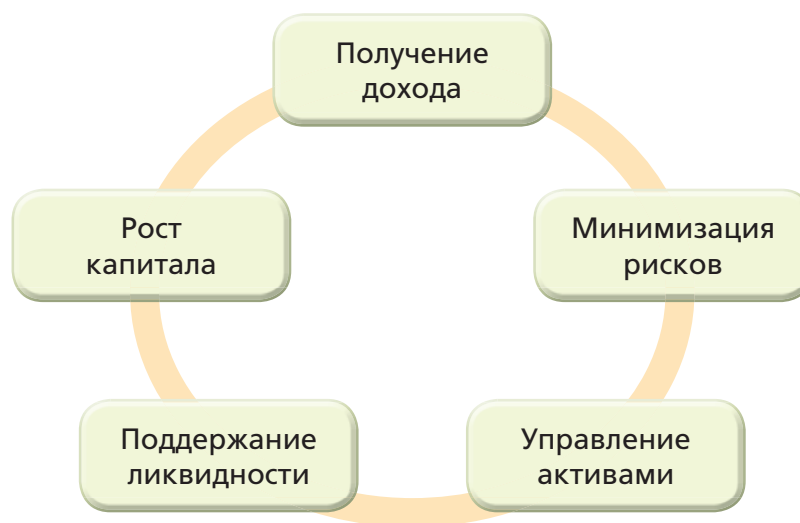 Получение
дохода
Рост
капитала
Минимизация
рисков
Поддержание
ликвидности
Управление
активами